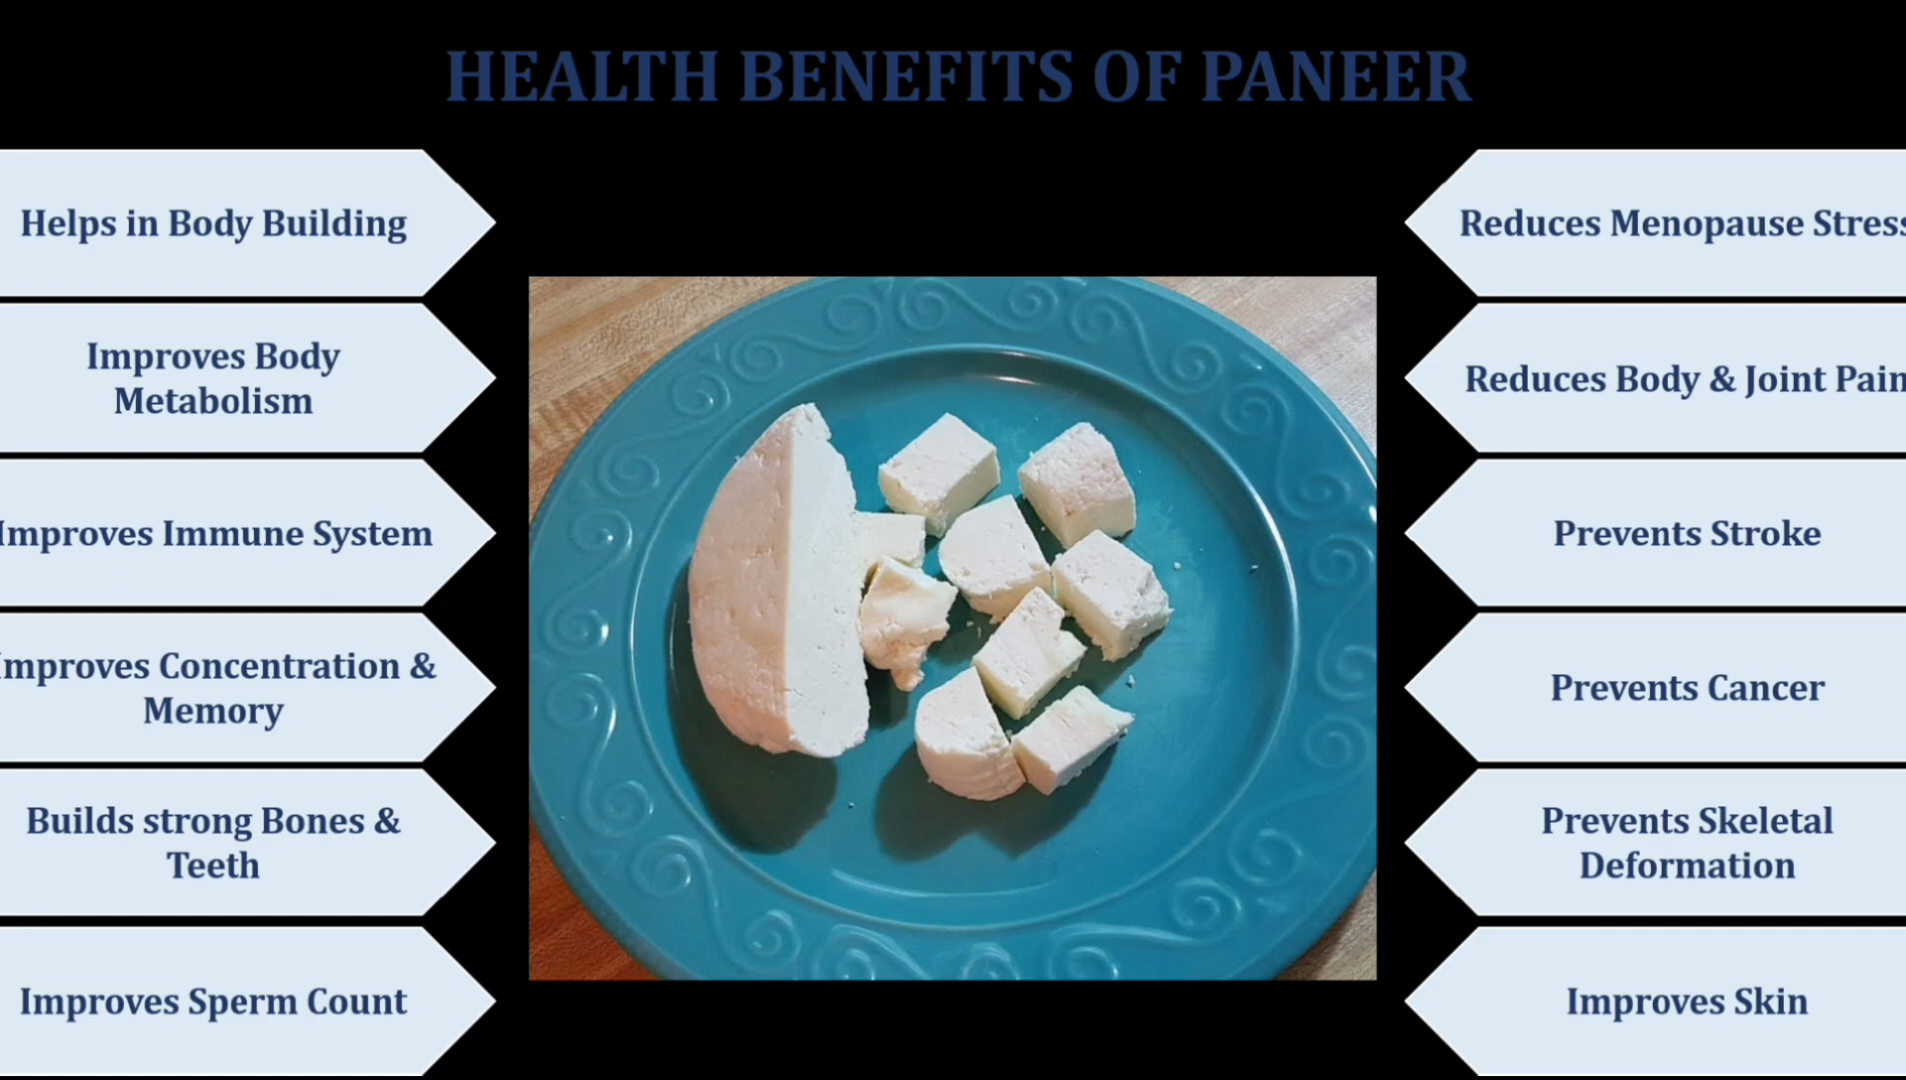 HEALTH BENEFITS OF PANEER
Helps in Body Building
Improves Body
Metabolism
Improves Immune System
Improves Concentration &
Memory
Builds strong Bones &
Teeth
Improves Sperm Count
Reduces Menopause Stress
Reduces Body & Joint Pain
Prevents Stroke
Prevents Cancer
Prevents Skeletal
Deformation
Improves Skin